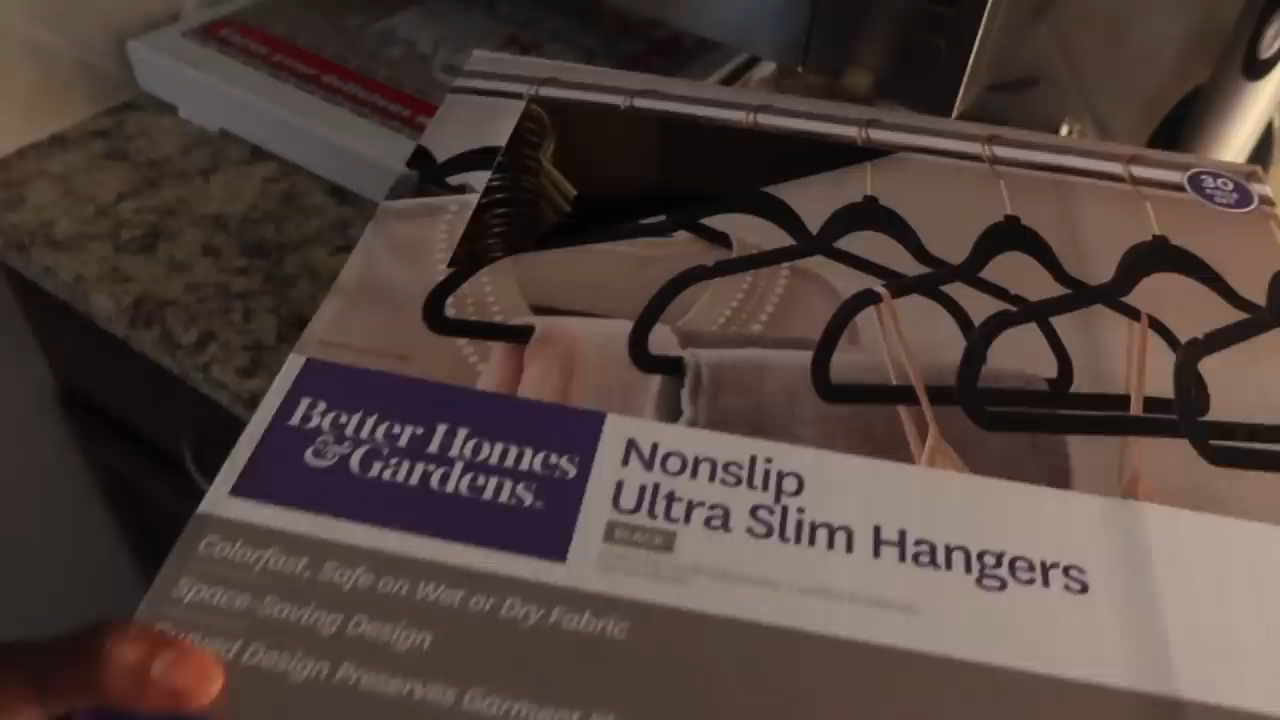 30
Better Homes
& Gardens.
Nonslip
Ultra Slim Hangers
BLACK
Colorfast, Safe on Wet or Dry Fabric
Space-Saving Design
Curved Design Preserves Garment